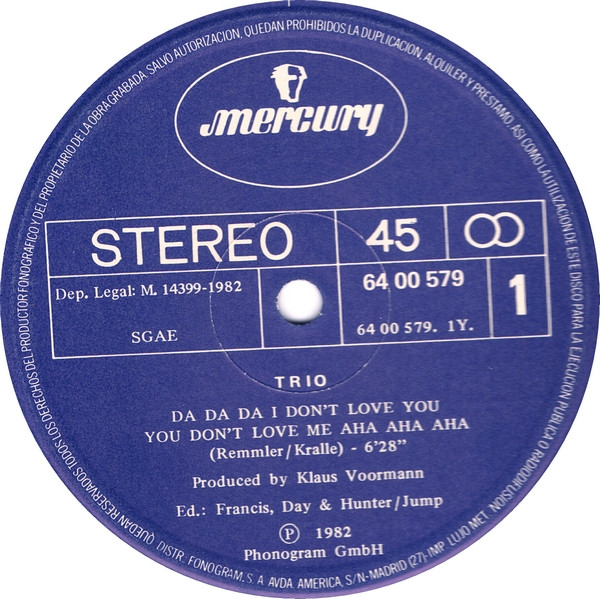 QUEDAN RESERVADOS TODOS LOS DERECHOS DEL PRODUCTOR FONOGRAFICO Y DEL PROPIETARIO DE LA OBRA GRABADA. SALVO AUTORIZACION, QUEDAN PROHIBIDOS LA DUPLICACION, ALQUILER Y PRESTAMO, ASI COMO LA UTILIZACION DE ESTE DISCO PARA LA EJECUCION PUBLICA O RADIODIFUSION.
mercury
STEREO 45
Dep. Legal: M. 14399-1982 64 00 579 1
SGAE 64 00 579. 1Y.
TRIO
DA DA DA I DON'T LOVE YOU
YOU DON'T LOVE ME AHA AHA AHA
(Remmler/Kralle) - 6'28"
Produced by Klaus Voormann
Ed.: Francis, Day & Hunter/Jump
Ⓟ 1982
Phonogram GmbH
DISTR. FONOGRAM, S. A. AVDA. AMERICA, S/N-MADRID (27)-IMP. LUJO MET.